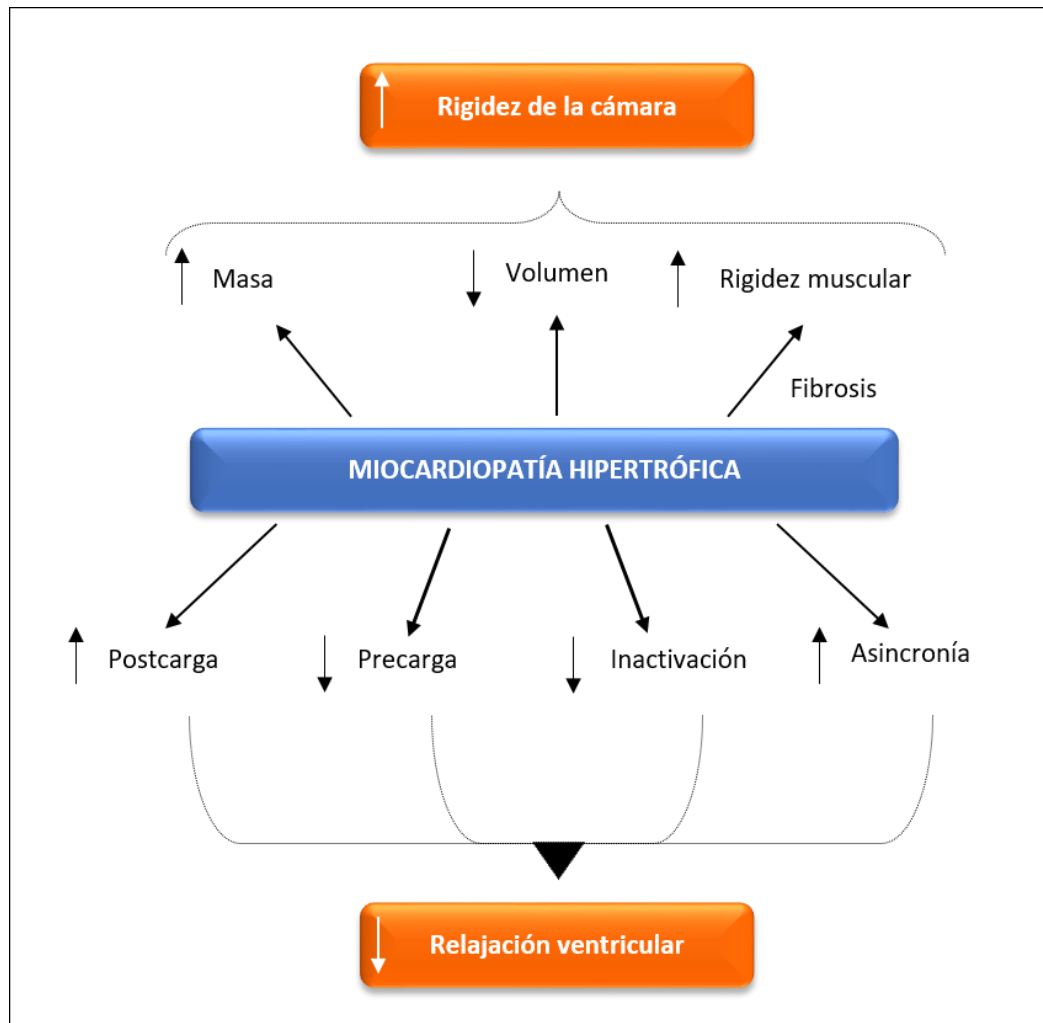 Rigidez de la cámara
Masa
Volumen
Rigidez muscular
Fibrosis
MIOCARDIOPATÍA HIPERTRÓFICA
Postcarga
Precarga
Inactivación
Asincronía
Relajación ventricular